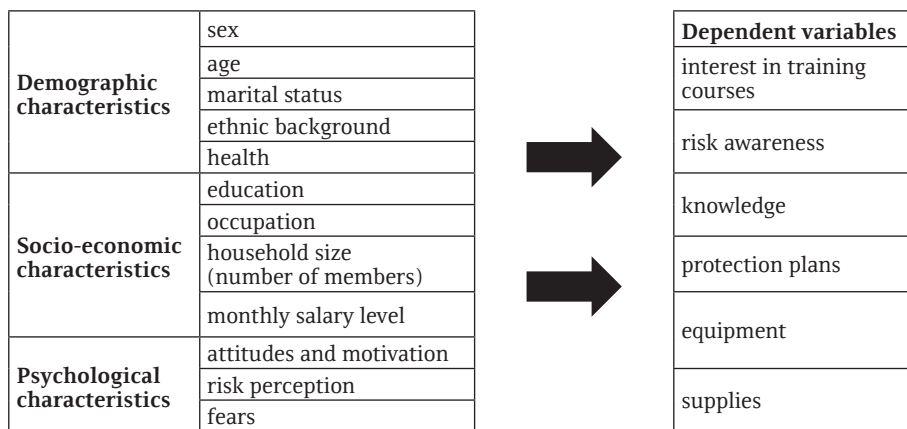 Demographic
characteristics
sex
age
marital status
ethnic background
health
Socio-economic
characteristics
education
occupation
household size
(number of members)
monthly salary level
Psychological
characteristics
attitudes and motivation
risk perception
fears
Dependent variables
interest in training
courses
risk awareness
knowledge
protection plans
equipment
supplies